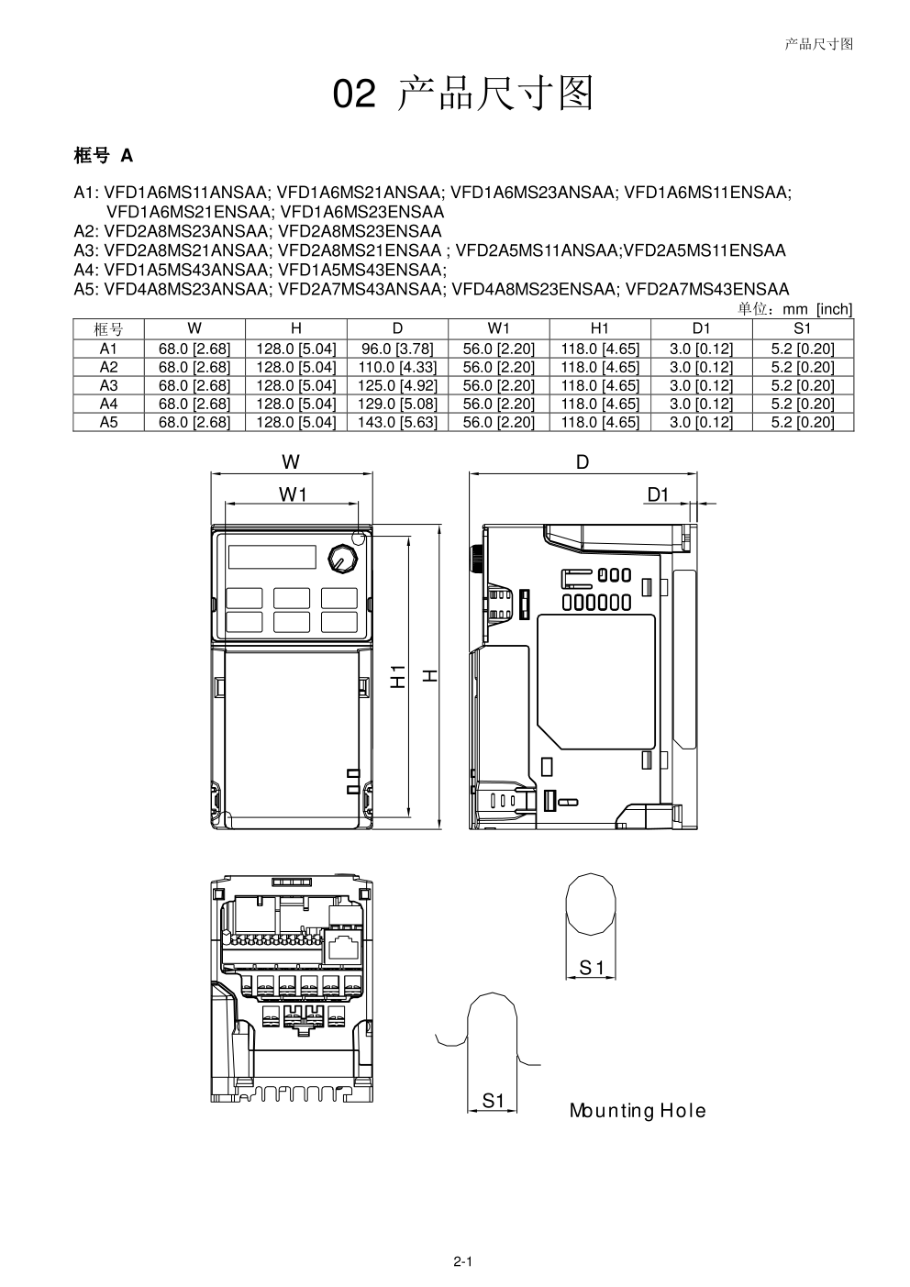 产品尺寸图
02 产品尺寸图
框号 A
A1: VFD1A6MS11ANSAA; VFD1A6MS21ANSAA; VFD1A6MS23ANSAA; VFD1A6MS11ENSAA;
VFD1A6MS21ENSAA; VFD1A6MS23ENSAA
A2: VFD2A8MS23ANSAA; VFD2A8MS23ENSAA
A3: VFD2A8MS21ANSAA; VFD2A8MS21ENSAA ; VFD2A5MS11ANSAA;VFD2A5MS11ENSAA
A4: VFD1A5MS43ANSAA; VFD1A5MS43ENSAA;
A5: VFD4A8MS23ANSAA; VFD2A7MS43ANSAA; VFD4A8MS23ENSAA; VFD2A7MS43ENSAA
单位：mm [inch]
框号 W H D W1 H1 D1 S1
A1 68.0 [2.68] 128.0 [5.04] 96.0 [3.78] 56.0 [2.20] 118.0 [4.65] 3.0 [0.12] 5.2 [0.20]
A2 68.0 [2.68] 128.0 [5.04] 110.0 [4.33] 56.0 [2.20] 118.0 [4.65] 3.0 [0.12] 5.2 [0.20]
A3 68.0 [2.68] 128.0 [5.04] 125.0 [4.92] 56.0 [2.20] 118.0 [4.65] 3.0 [0.12] 5.2 [0.20]
A4 68.0 [2.68] 128.0 [5.04] 129.0 [5.08] 56.0 [2.20] 118.0 [4.65] 3.0 [0.12] 5.2 [0.20]
A5 68.0 [2.68] 128.0 [5.04] 143.0 [5.63] 56.0 [2.20] 118.0 [4.65] 3.0 [0.12] 5.2 [0.20]
W D
W1 D1
H1 H
S1
S1
Mounting Hole
2-1